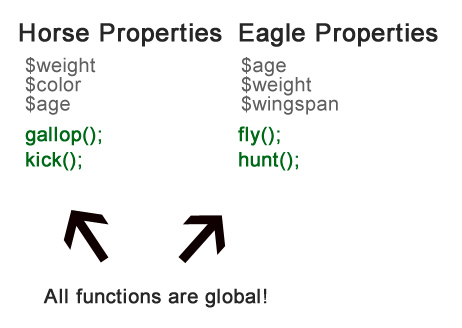 Horse Properties
$weight
$color
$age
gallop();
kick();
Eagle Properties
$age
$weight
$wingspan
fly();
hunt();
All functions are global!